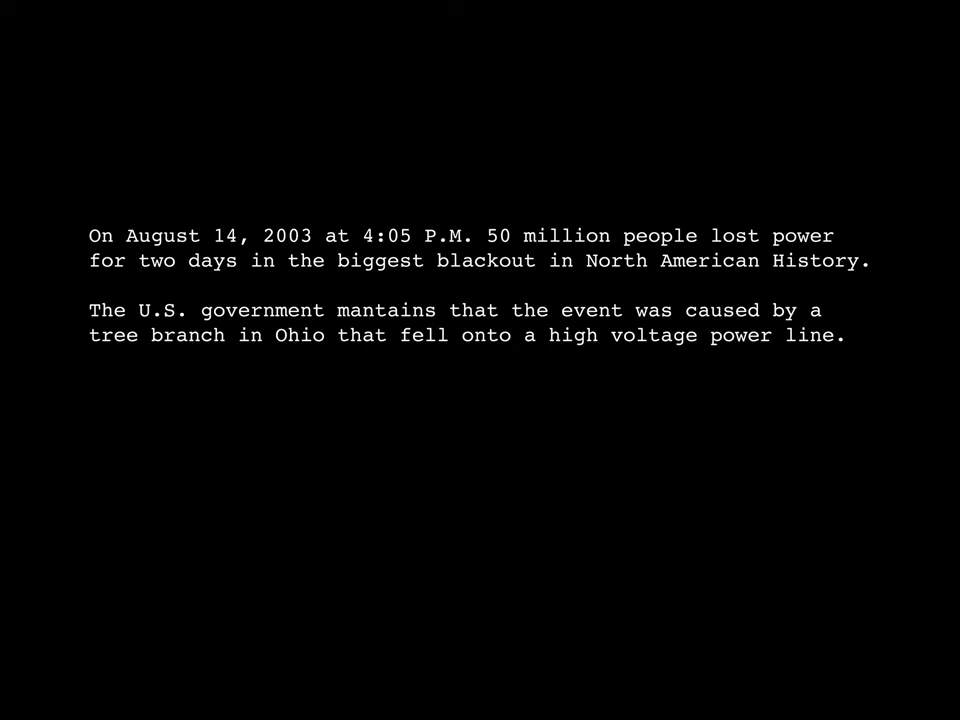 On August 14, 2003 at 4:05 P.M. 50 million people lost power
for two days in the biggest blackout in North American History.
The U.S. government mantains that the event was caused by a
tree branch in Ohio that fell onto a high voltage power line.